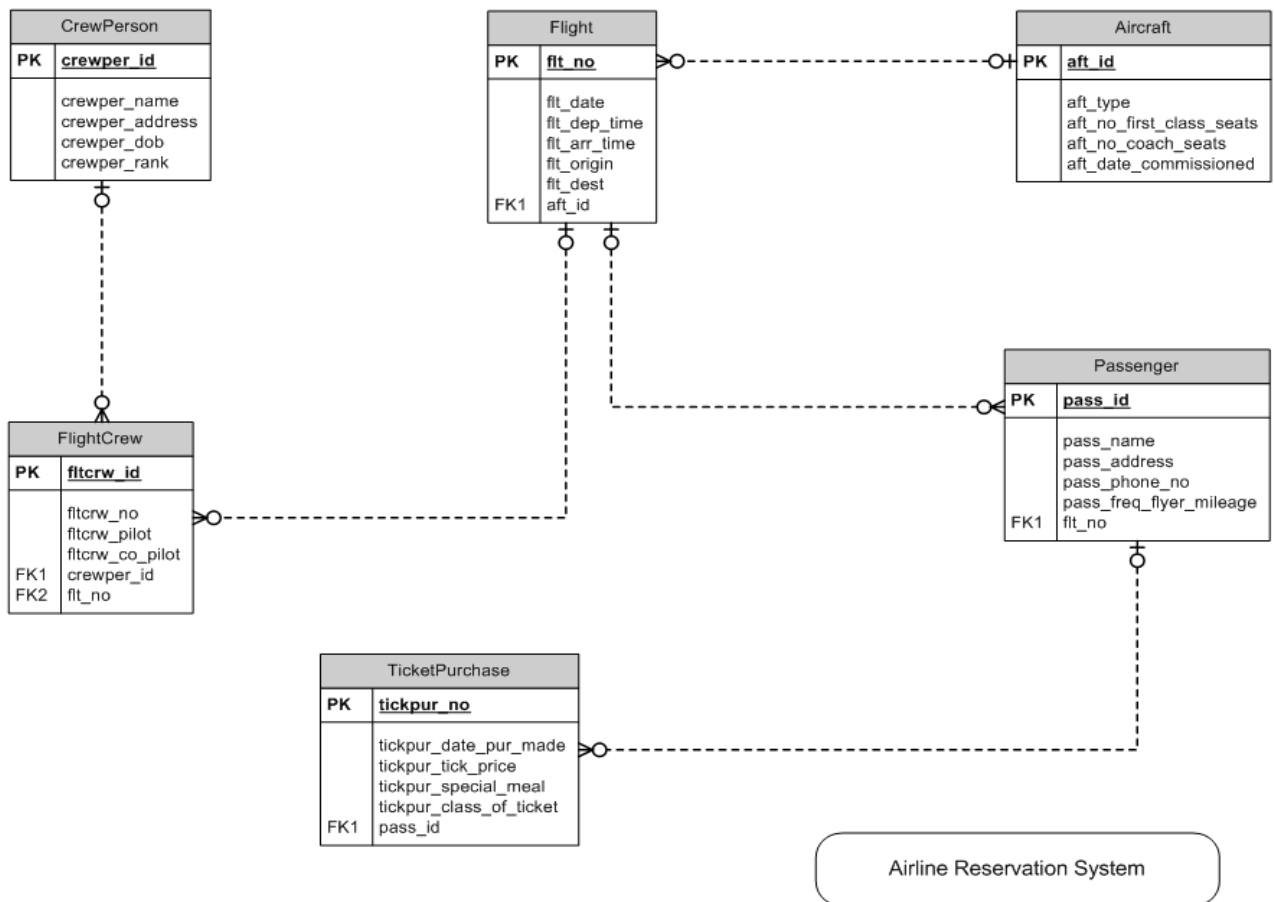 CrewPerson
PK crewper_id
crewper_name
crewper_address
crewper_dob
crewper_rank
Flight
PK flt_no
flt_date
flt_dep_time
flt_arr_time
flt_origin
flt_dest
FK1 aft_id
Aircraft
PK aft_id
aft_type
aft_no_first_class_seats
aft_no_coach_seats
aft_date_commissioned
Passenger
PK pass_id
pass_name
pass_address
pass_phone_no
pass_freq_flyer_mileage
FK1 flt_no
FlightCrew
PK fltcrw_id
fltcrw_no
fltcrw_pilot
fltcrw_co_pilot
FK1 crewper_id
FK2 flt_no
TicketPurchase
PK tickpur_no
tickpur_date_pur_made
tickpur_tick_price
tickpur_special_meal
tickpur_class_of_ticket
FK1 pass_id
Airline Reservation System